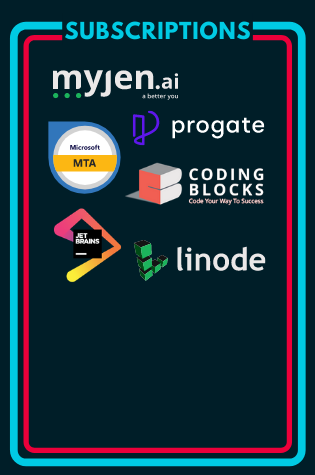 SUBSCRIPTIONS
myjen.ai
a better you
progate
Microsoft
MTA
CODING
BLOCKS
Code Your Way To Success
JET
BRAINS
linode